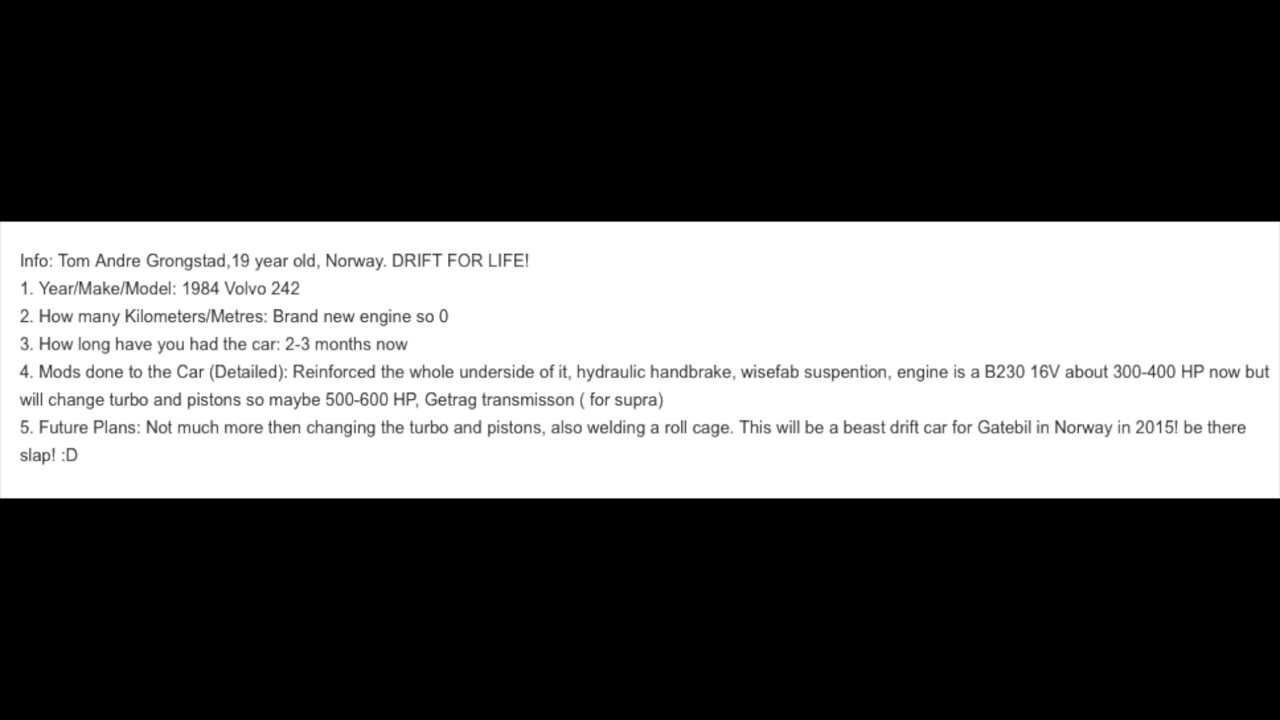 Info: Tom Andre Grongstad,19 year old, Norway. DRIFT FOR LIFE!
1. Year/Make/Model: 1984 Volvo 242
2. How many Kilometers/Metres: Brand new engine so 0
3. How long have you had the car: 2-3 months now
4. Mods done to the Car (Detailed): Reinforced the whole underside of it, hydraulic handbrake, wisefab suspention, engine is a B230 16V about 300-400 HP now but
will change turbo and pistons so maybe 500-600 HP, Getrag transmisson ( for supra)
5. Future Plans: Not much more then changing the turbo and pistons, also welding a roll cage. This will be a beast drift car for Gatebil in Norway in 2015! be there
slap! :D